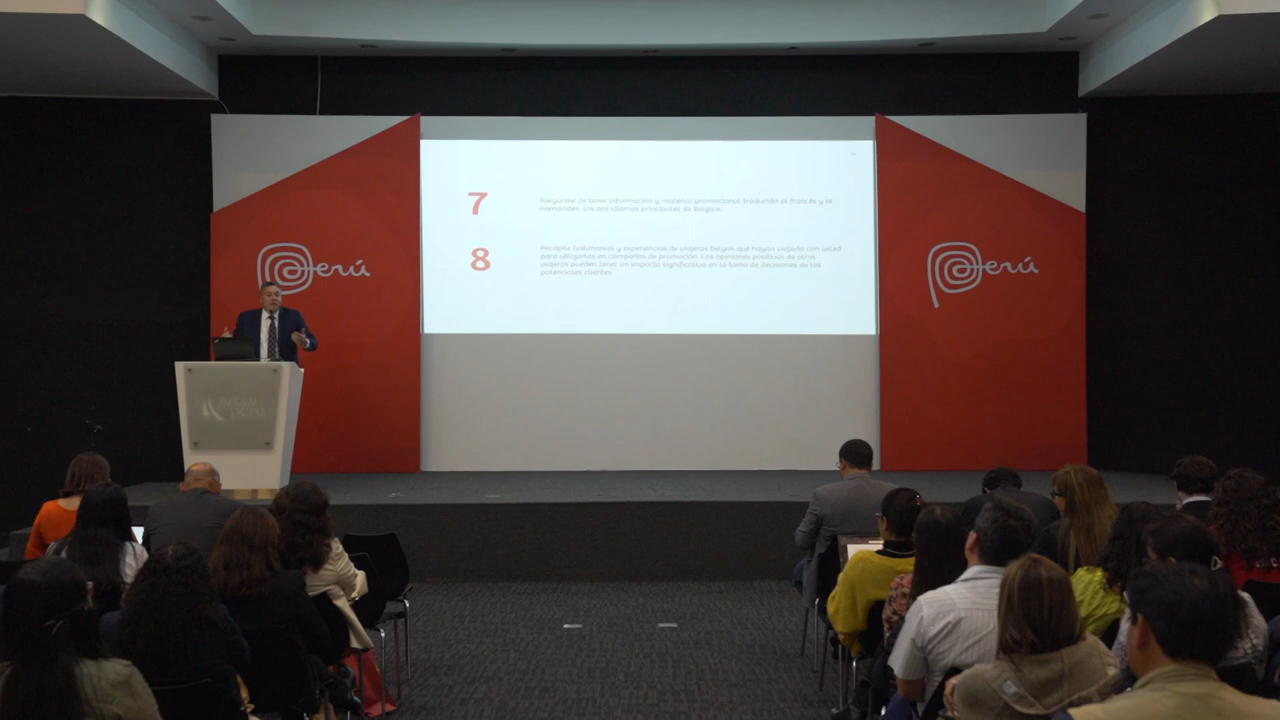 7
Asegúrese de tener información y material promocional traducido al francés y el
neerlandés, los dos idiomas principales de Bélgica.
8
Recopile testimonios y experiencias de viajeros belgas que hayan viajado con usted
para utilizarlos en campañas de promoción. Las opiniones positivas de otros
viajeros pueden tener un impacto significativo en la toma de decisiones de los
potenciales clientes.
Perú
Perú
perú